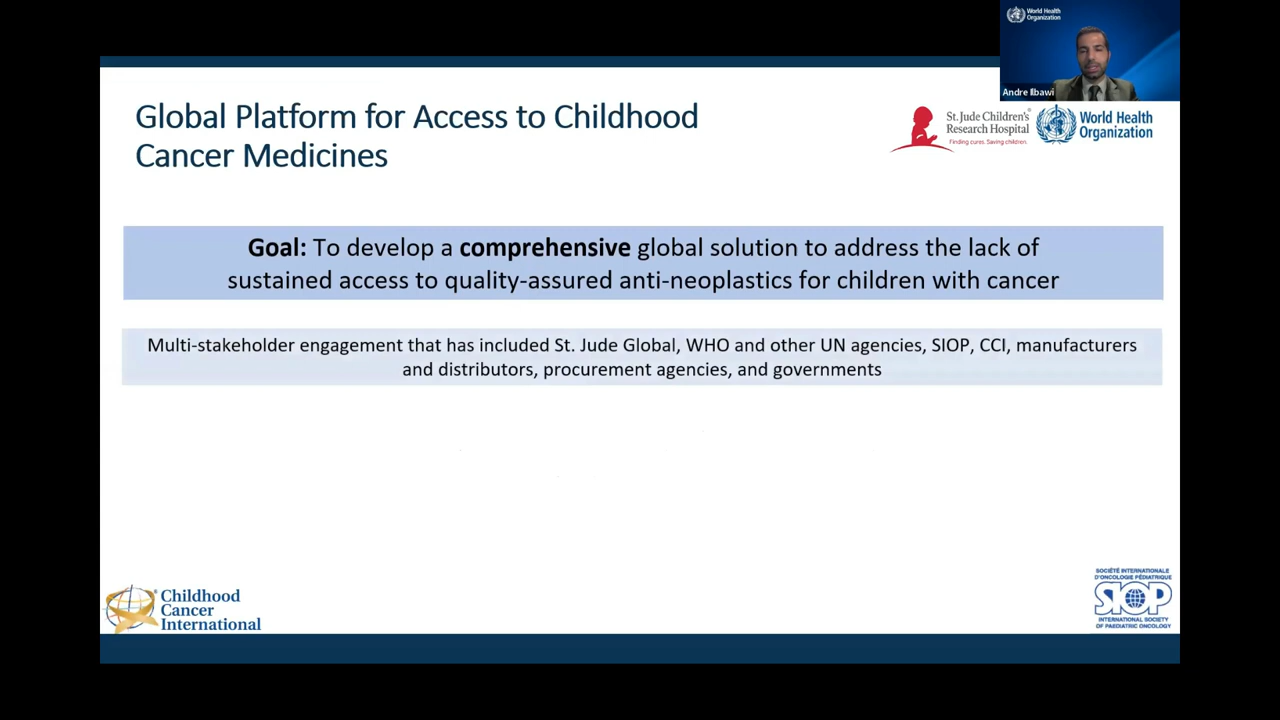 World Health
Organization
Andre Ilbawi
Global Platform for Access to Childhood
Cancer Medicines
St. Jude Children's
Research Hospital
Finding cures. Saving children.
World Health
Organization
Goal: To develop a comprehensive global solution to address the lack of
sustained access to quality-assured anti-neoplastics for children with cancer
Multi-stakeholder engagement that has included St. Jude Global, WHO and other UN agencies, SIOP, CCI, manufacturers
and distributors, procurement agencies, and governments
Childhood
Cancer
International
SOCIÉTÉ INTERNATIONALE
D'ONCOLOGIE PÉDIATRIQUE
SIOP
INTERNATIONAL SOCIETY
OF PAEDIATRIC ONCOLOGY